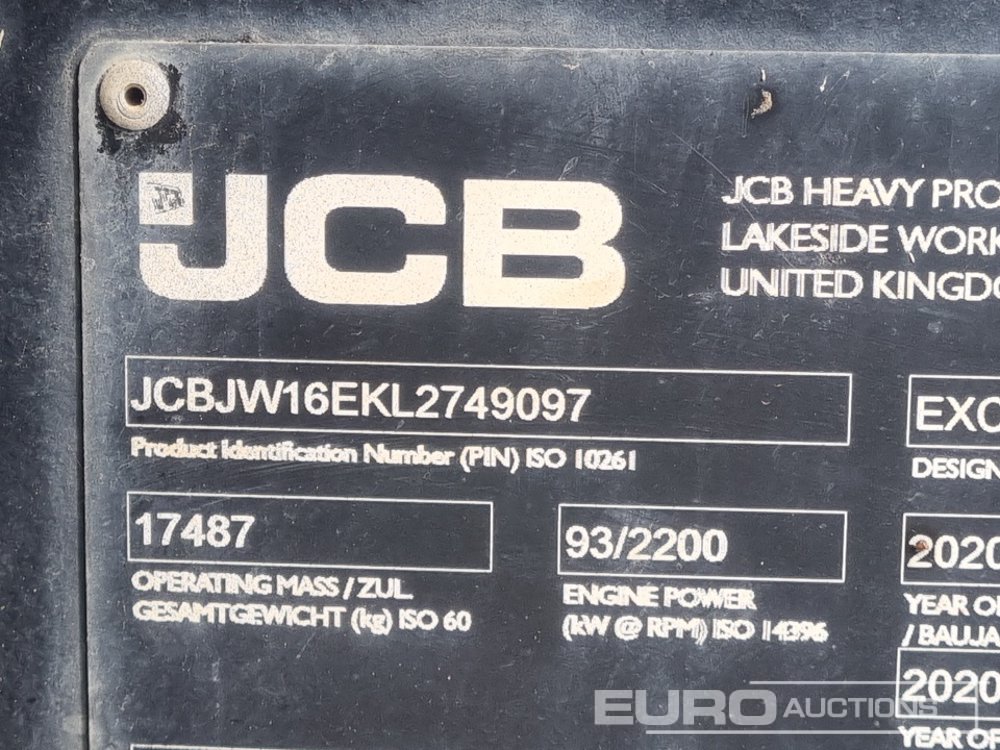 JCB
JCB HEAVY PRO
LAKESIDE WORK
UNITED KINGDO
JCBJW16EKL2749097
Product Identification Number (PIN) ISO 10261
EXC
DESIGN
17487
OPERATING MASS / ZUL
GESAMTGEWICHT (kg) ISO 60
93/2200
ENGINE POWER
(kW @ RPM) ISO 14396
2020
YEAR O
/ BAUJA
2020
YEAR OF
EURO AUCTIONS